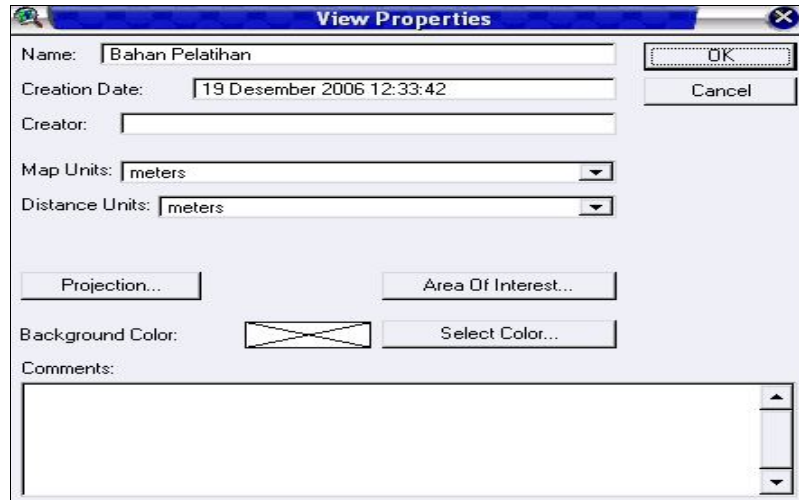 View Properties
Name: Bahan Pelatihan
OK
Creation Date: 19 Desember 2006 12:33:42
Cancel
Creator:
Map Units: meters
Distance Units: meters
Projection...
Area Of Interest...
Background Color:
Select Color...
Comments: